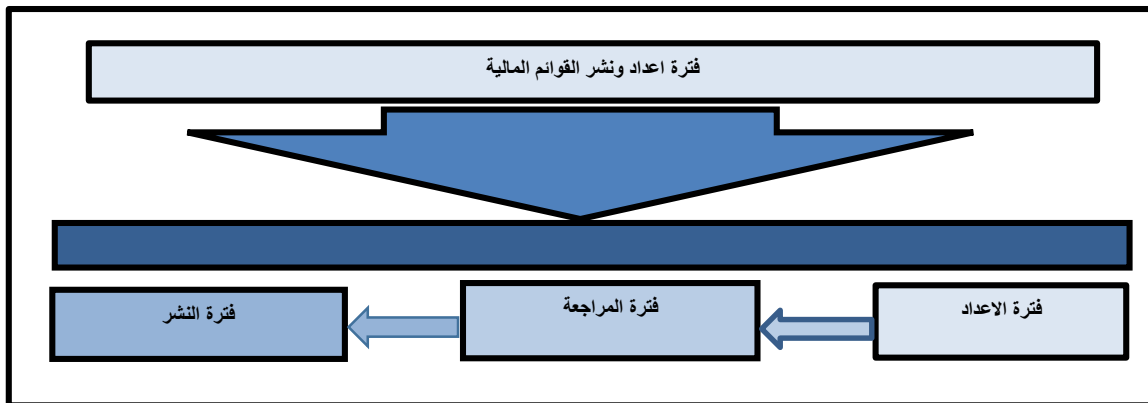 فترة اعداد ونشر القوائم المالية
فترة الاعداد
فترة المراجعة
فترة النشر